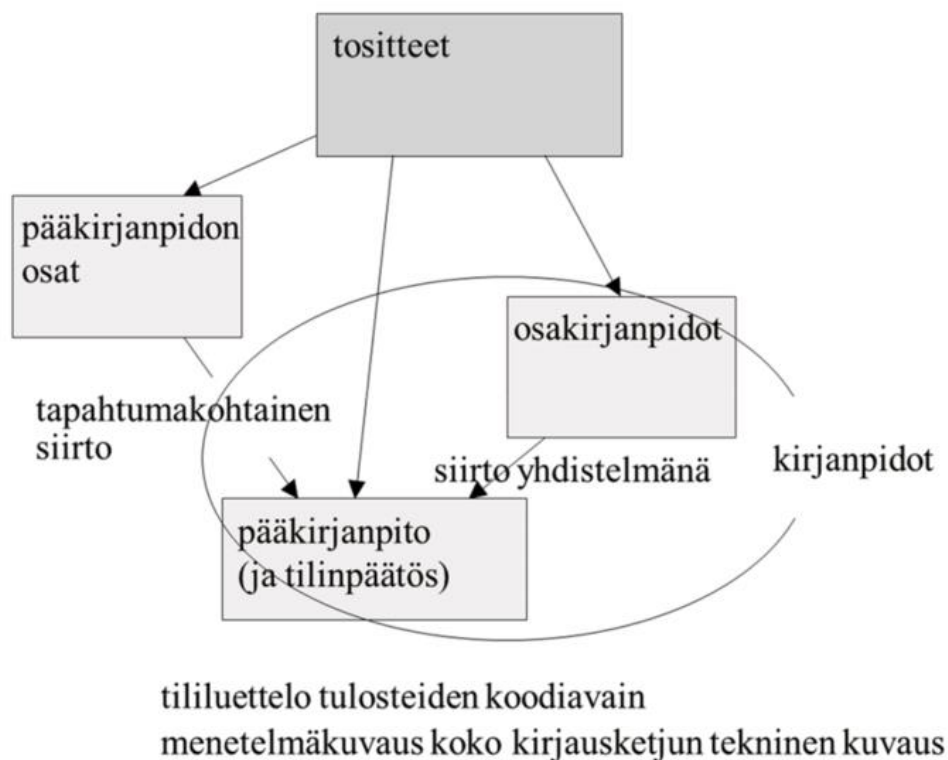 tositteet
pääkirjanpidon
osat
osakirjanpidot
tapahtumakohtainen
siirto
siirto yhdistelmänä
kirjanpidot
pääkirjanpito
(ja tilinpäätös)
tililuettelo tulosteiden koodiavain
menetelmäkuvaus koko kirjausketjun tekninen kuvaus